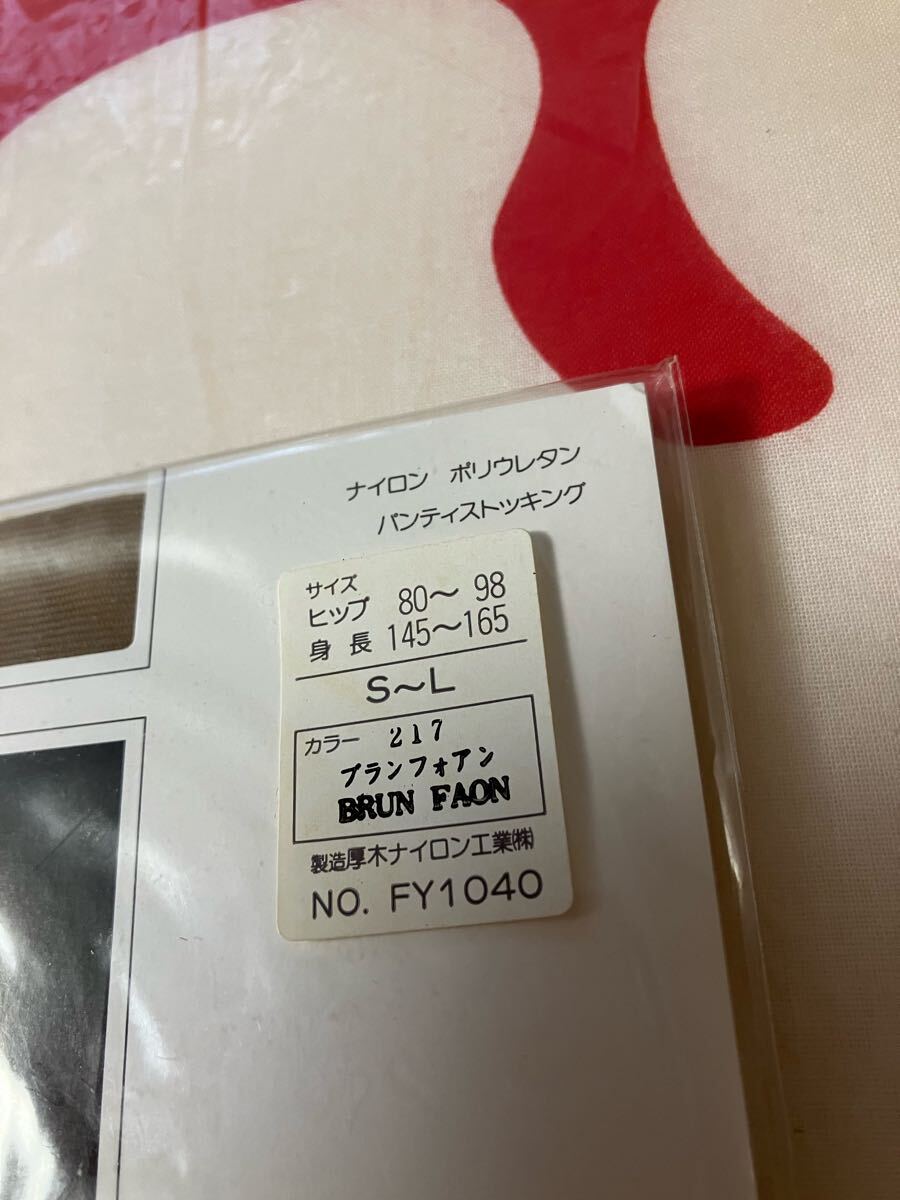 ナイロン ポリウレタン
パンティストッキング
サイズ
ヒップ 80～98
身長 145～165
S～L
カラー 217
ブランフォアン
BRUN FAON
製造厚木ナイロン工業㈱
NO. FY1040